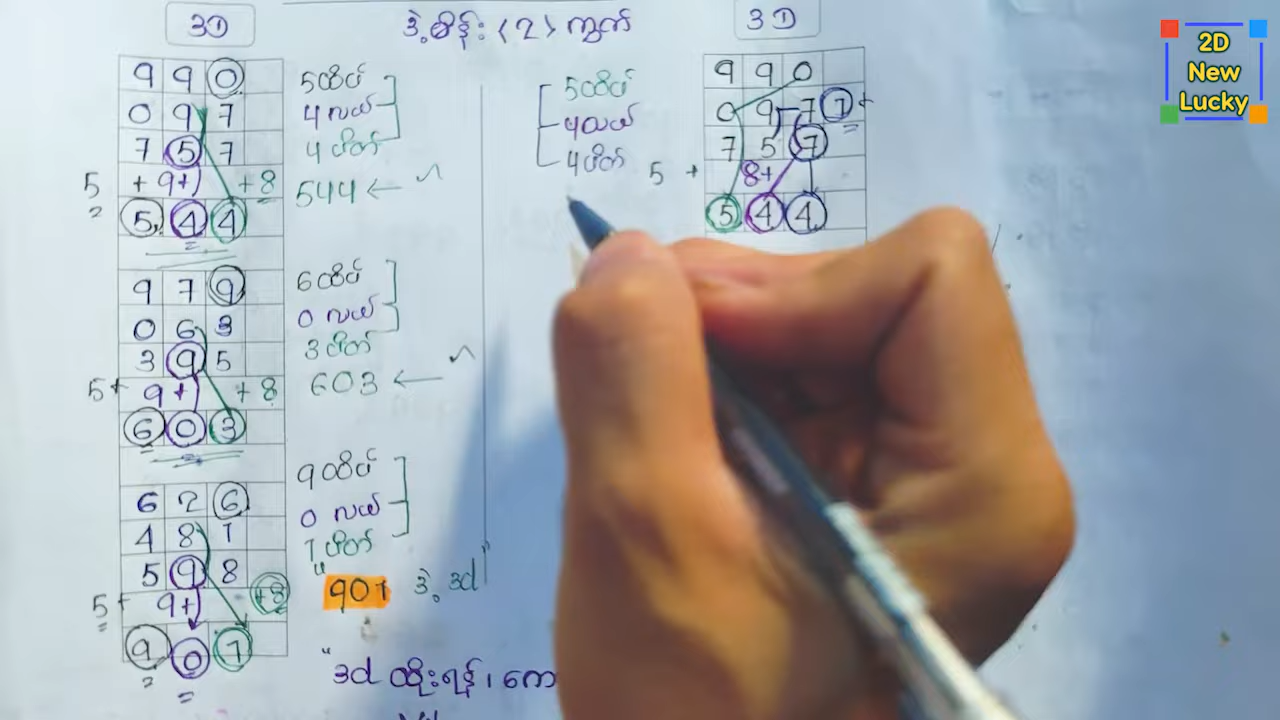 3D
ဒဲ့စိန်း (2) ကွက်
3D
2D
New
Lucky
9 9 0
0 9 7
7 5 7
5 + 9+ +8
5 4 4
5ထိပ်
4လယ်
4ပိတ်
544 ←
9 7 9
0 6 3
3 9 5
5+ 9+ +8
6 0 3
6ထိပ်
0 လယ်
3ပိတ်
603 ←
6 2 6
4 8 1
5 9 8
5+ 9+ +8
9 0 7
9ထိပ်
0 လယ်
7ပိတ်
"907 ဒဲ့ 3d"
"3d ထိုးရန်၊ ကေ
5ထိပ်
4လယ်
4ပိတ်
9 9 0
0 9 7 7+
7 5 7
5 + 8+
5 4 4